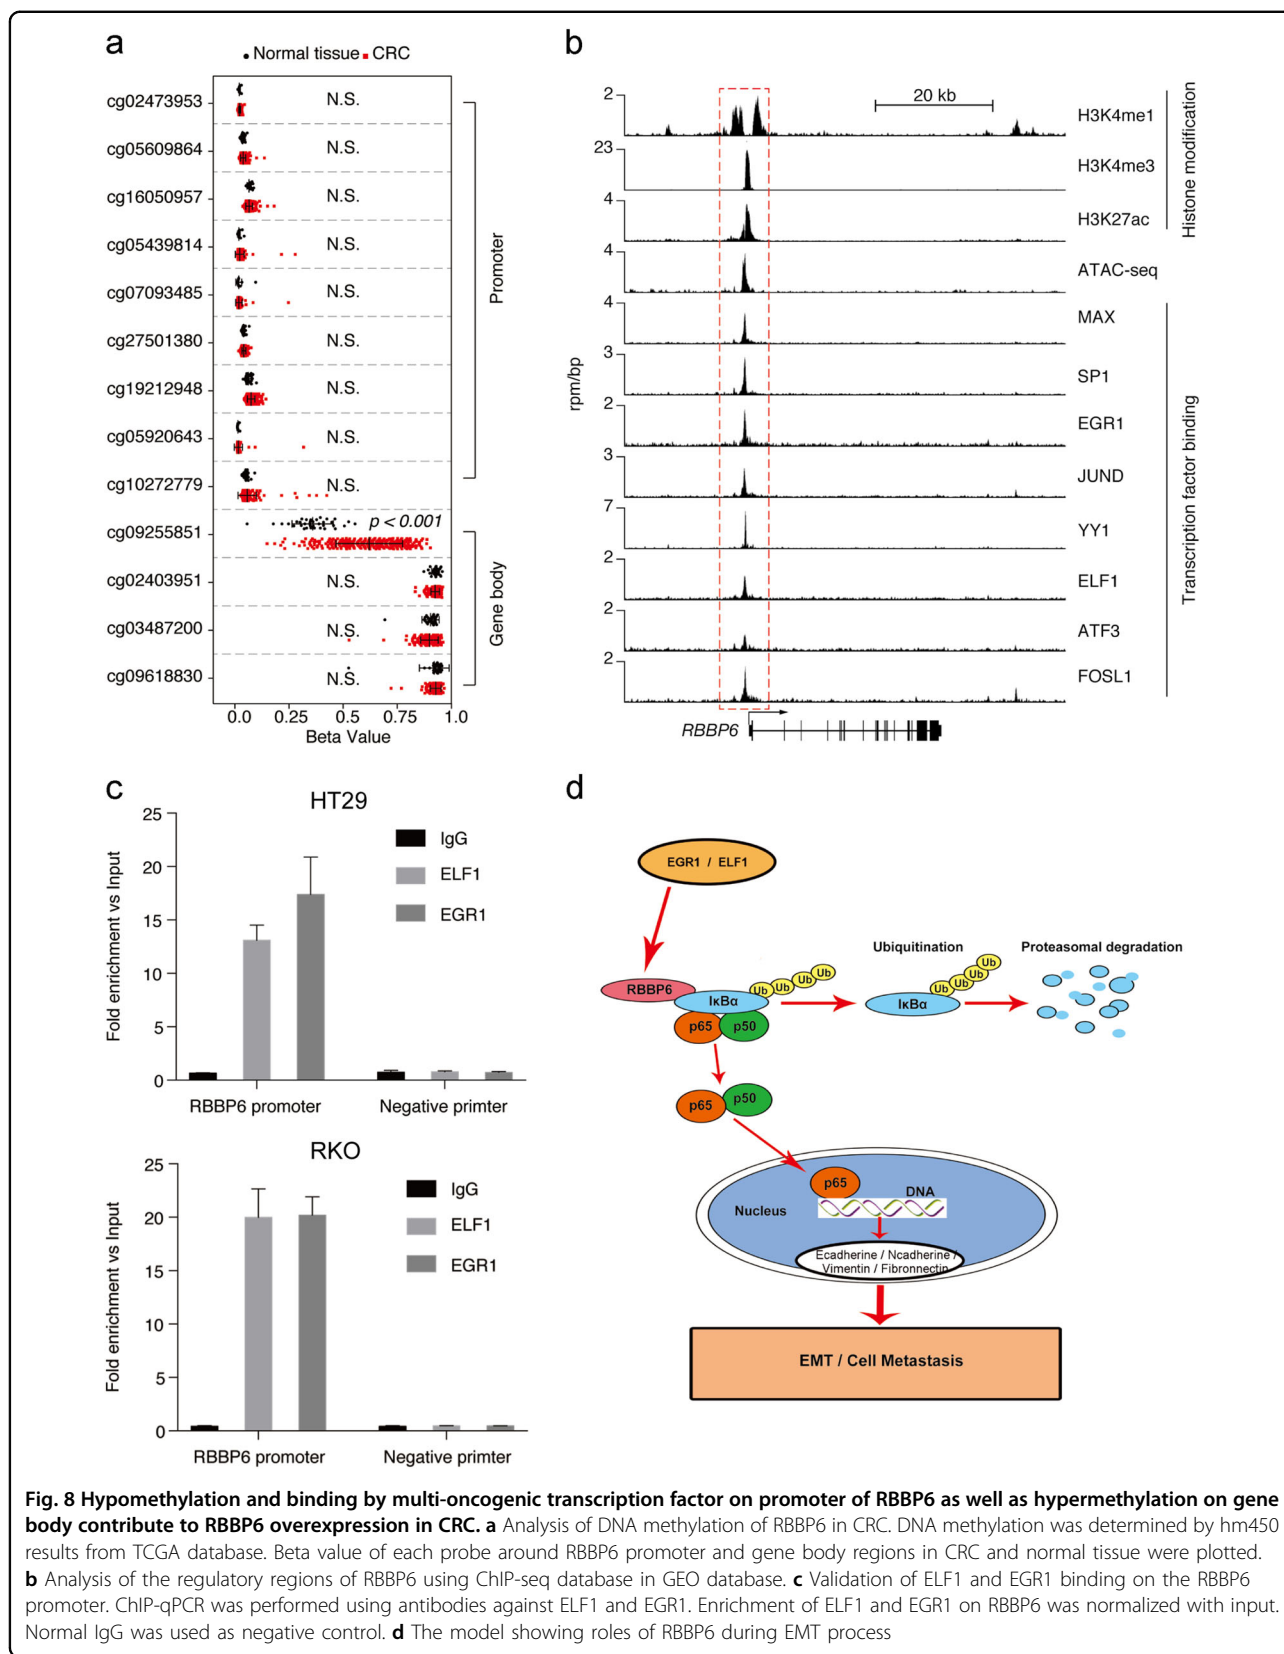 a
Normal tissue CRC
cg02473953 N.S.
cg05609864 N.S.
cg16050957 N.S.
cg05439814 N.S.
cg07093485 N.S.
cg27501380 N.S.
cg19212948 N.S.
cg05920643 N.S.
cg10272779 N.S.
cg09255851 p < 0.001
cg02403951 N.S.
cg03487200 N.S.
cg09618830 N.S.
Promoter
Gene body
0.0 0.25 0.5 0.75 1.0
Beta Value
b
20 kb
2 H3K4me1
23 H3K4me3
4 H3K27ac
4 ATAC-seq
4 MAX
3 SP1
2 EGR1
3 JUND
7 YY1
2 ELF1
2 ATF3
2 FOSL1
rpm/bp
Histone modification
Transcription factor binding
RBBP6
c
HT29
Fold enrichment vs Input
25
20
15
10
5
0
IgG
ELF1
EGR1
RBBP6 promoter Negative primter
RKO
Fold enrichment vs Input
25
20
15
10
5
0
IgG
ELF1
EGR1
RBBP6 promoter Negative primter
d
EGR1 / ELF1
Ubiquitination Proteasomal degradation
RBBP6
IκBα
Ub Ub Ub Ub
p65 p50
IκBα
Ub Ub Ub Ub
p65 p50
p65
DNA
Nucleus
Ecadherine / Ncadherine /
Vimentin / Fibronnectin
EMT / Cell Metastasis
Fig. 8 Hypomethylation and binding by multi-oncogenic transcription factor on promoter of RBBP6 as well as hypermethylation on gene
body contribute to RBBP6 overexpression in CRC. a Analysis of DNA methylation of RBBP6 in CRC. DNA methylation was determined by hm450
results from TCGA database. Beta value of each probe around RBBP6 promoter and gene body regions in CRC and normal tissue were plotted.
b Analysis of the regulatory regions of RBBP6 using ChIP-seq database in GEO database. c Validation of ELF1 and EGR1 binding on the RBBP6
promoter. ChIP-qPCR was performed using antibodies against ELF1 and EGR1. Enrichment of ELF1 and EGR1 on RBBP6 was normalized with input.
Normal IgG was used as negative control. d The model showing roles of RBBP6 during EMT process